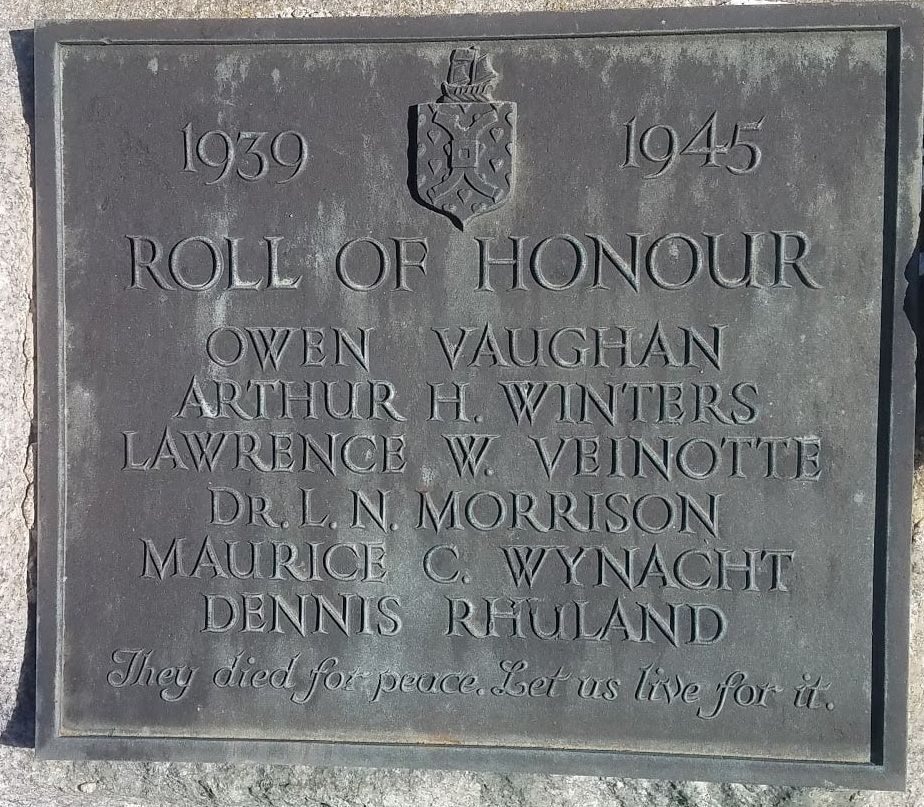 1939 1945
ROLL OF HONOUR
OWEN VAUGHAN
ARTHUR H. WINTERS
LAWRENCE W. VEINOTTE
DR. L. N. MORRISON
MAURICE C. WYNACHT
DENNIS RHULAND
They died for peace. Let us live for it.